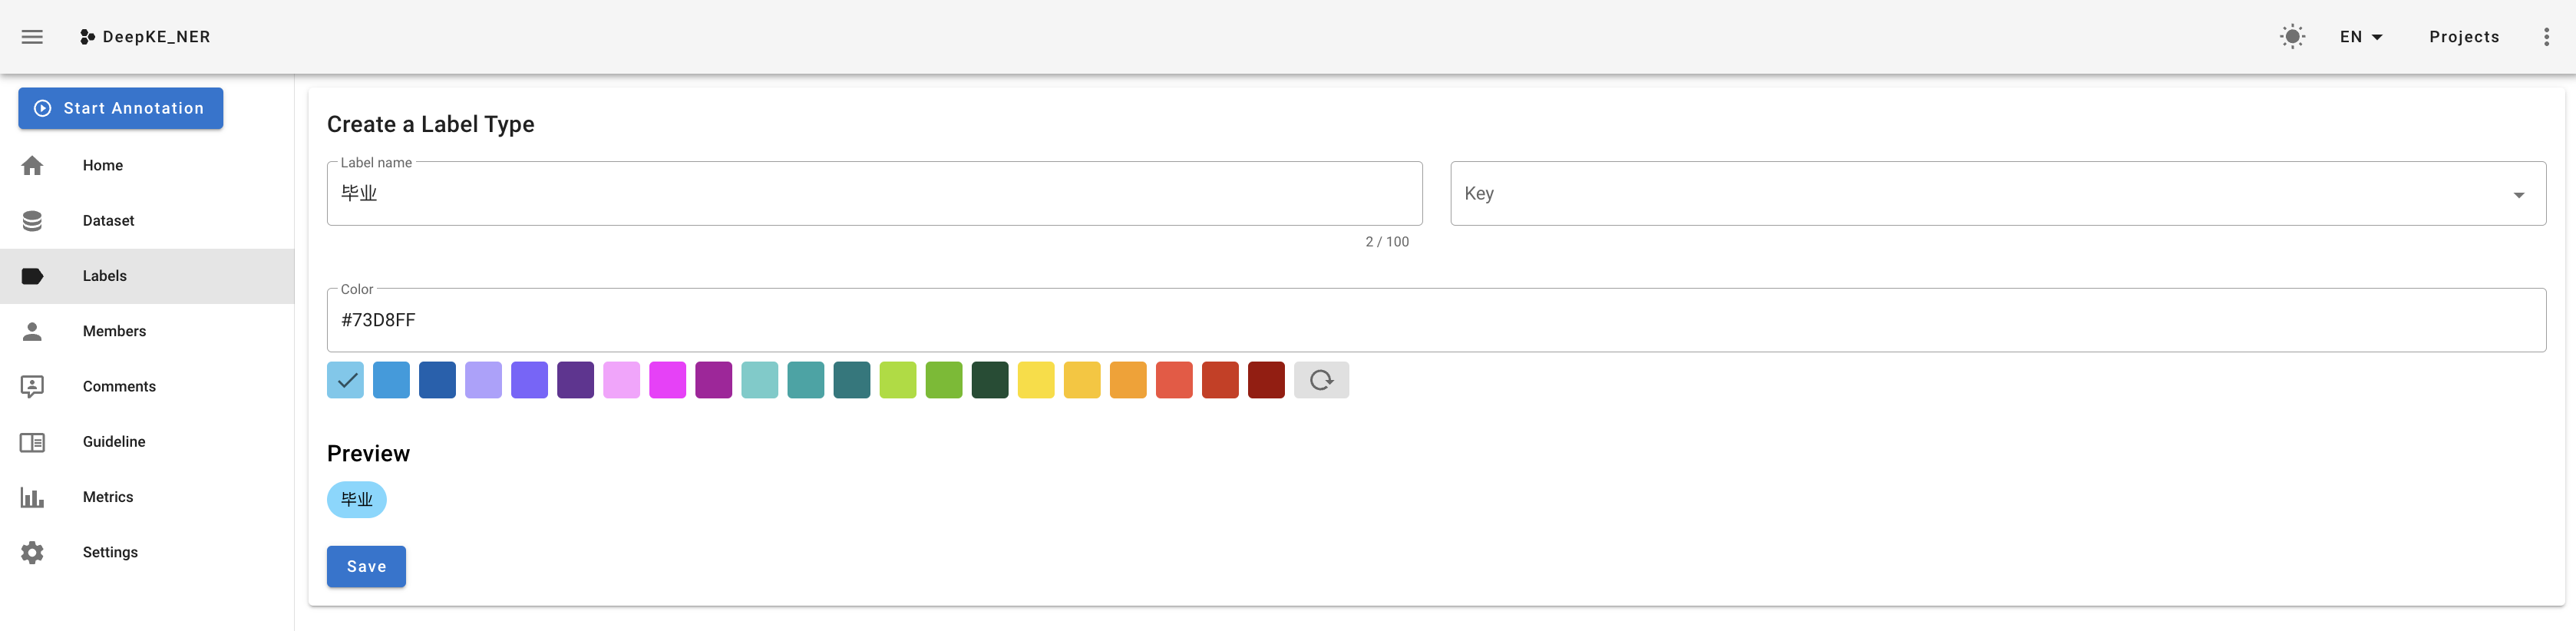 DeepKE_NER
EN
Projects
Start Annotation
Home
Dataset
Labels
Members
Comments
Guideline
Metrics
Settings
Create a Label Type
Label name
毕业
Key
2 / 100
Color
#73D8FF
Preview
毕业
Save